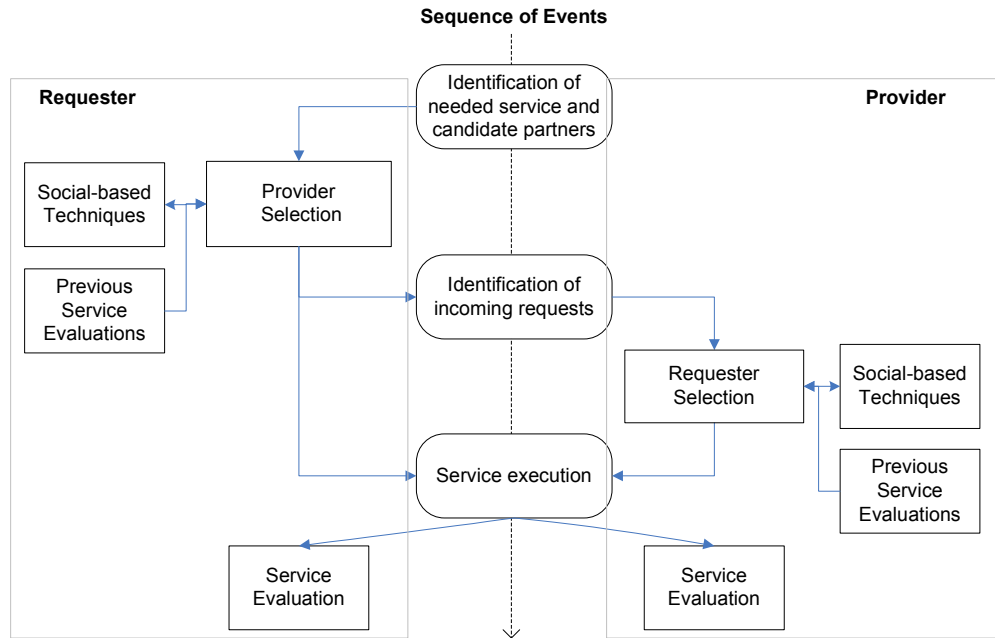 Sequence of Events
Requester
Provider
Identification of
needed service and
candidate partners
Social-based
Techniques
Provider
Selection
Previous
Service
Evaluations
Identification of
incoming requests
Requester
Selection
Social-based
Techniques
Service execution
Previous
Service
Evaluations
Service
Evaluation
Service
Evaluation